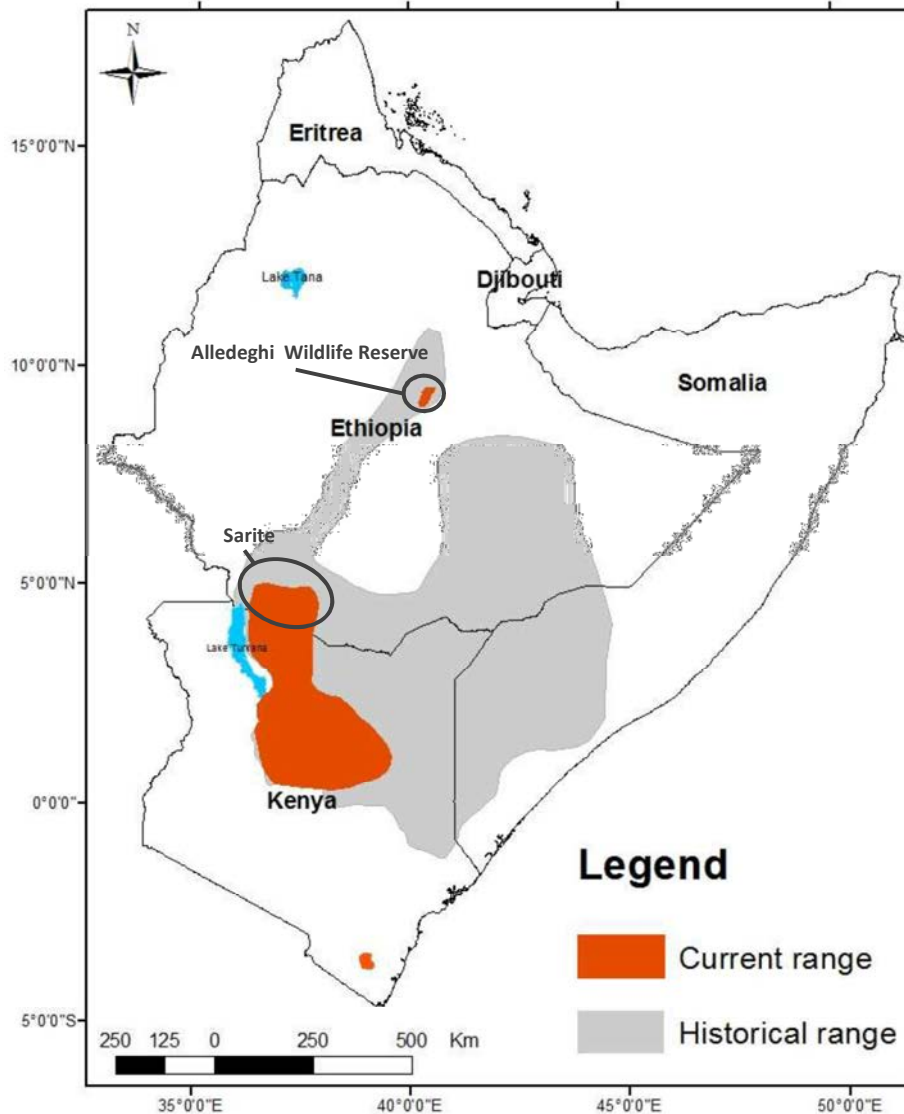 N
15°0'0"N
Eritrea
Lake Tana
Djibouti
Alledeghi Wildlife Reserve
10°0'0"N
Somalia
Ethiopia
Sarite
5°0'0"N
Lake Turkana
0°0'0"
Kenya
Legend
Current range
Historical range
5°0'0"S
250 125 0 250 500 Km
35°0'0"E 40°0'0"E 45°0'0"E 50°0'0"E